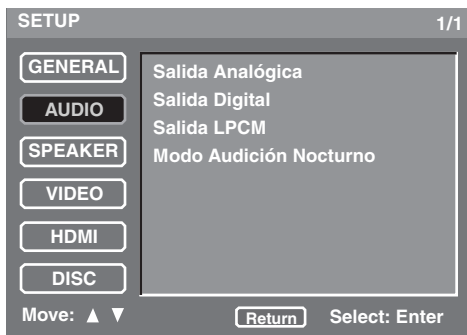 SETUP 1/1
GENERAL
AUDIO
SPEAKER
VIDEO
HDMI
DISC
Salida Analógica
Salida Digital
Salida LPCM
Modo Audición Nocturno
Move: ▲ ▼ Return Select: Enter